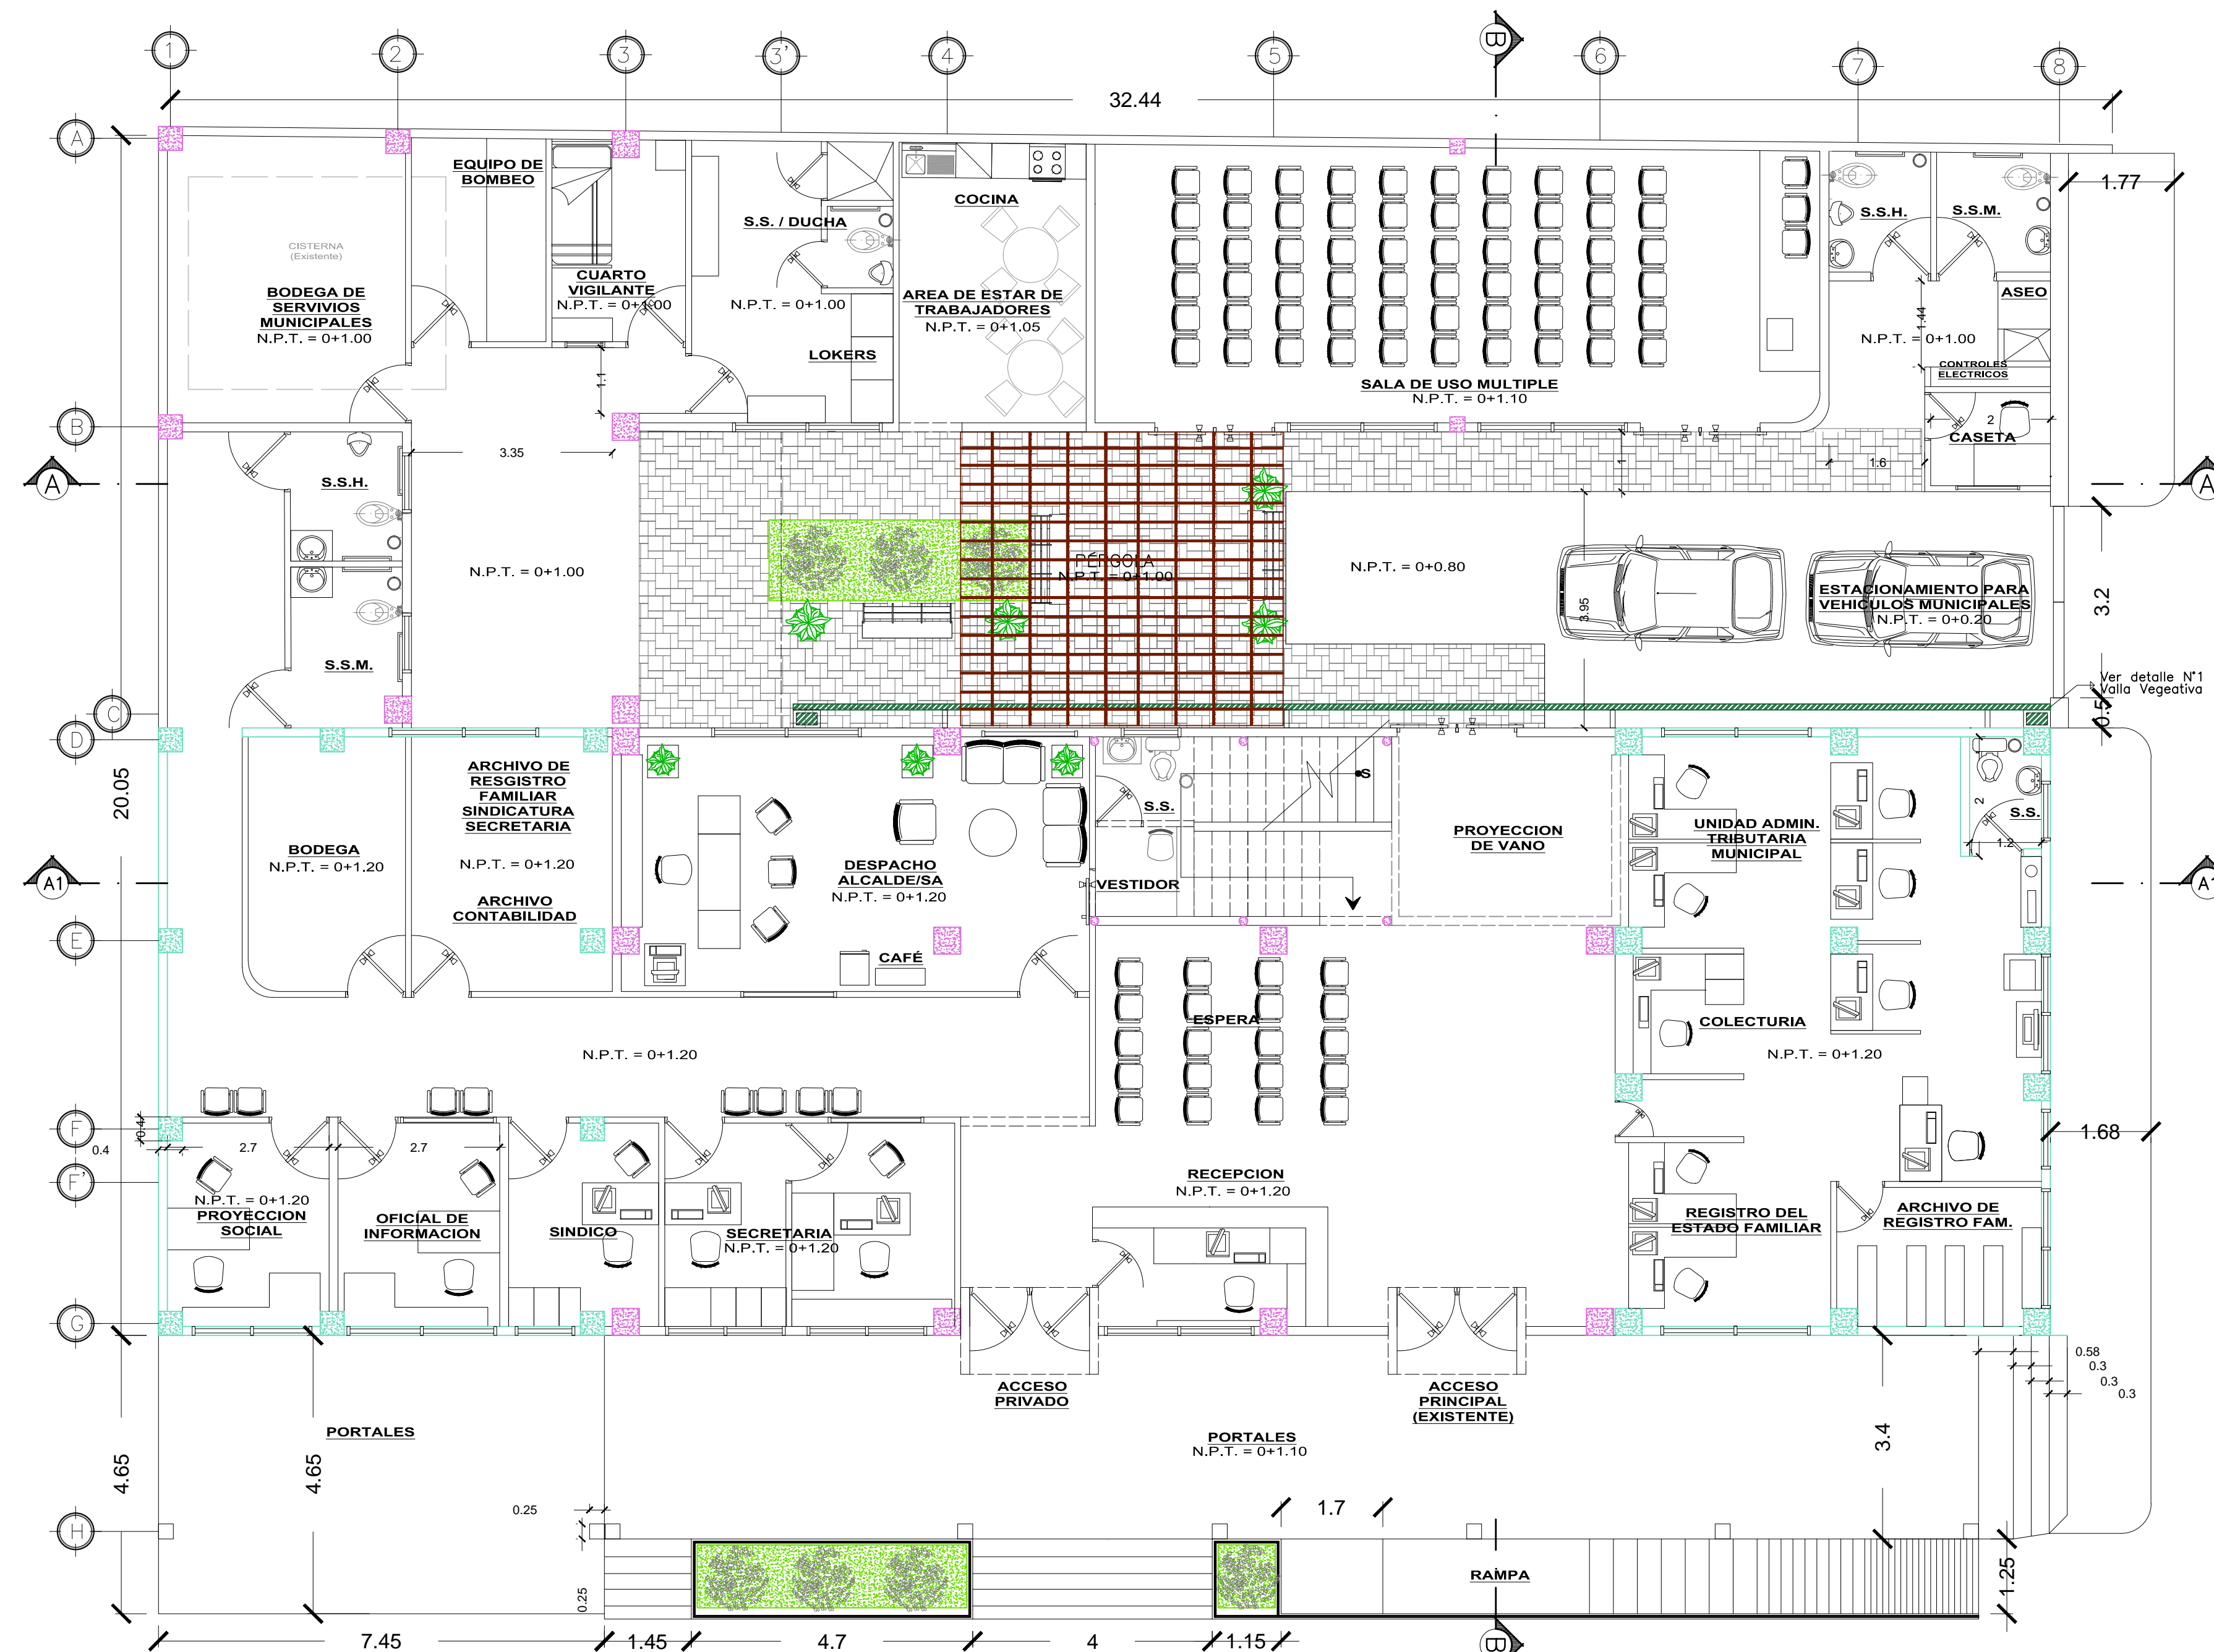 1
2
3
3'
4
5
B
6
7
8
32.44
A
EQUIPO DE
BOMBEO
COCINA
S.S. / DUCHA
S.S.H.
S.S.M.
1.77
CISTERNA
(Existente)
BODEGA DE
SERVIVIOS
MUNICIPALES
N.P.T. = 0+1.00
CUARTO
VIGILANTE
N.P.T. = 0+1.00
N.P.T. = 0+1.00
AREA DE ESTAR DE
TRABAJADORES
N.P.T. = 0+1.05
LOKERS
1.1
SALA DE USO MULTIPLE
N.P.T. = 0+1.10
ASEO
1.44
N.P.T. = 0+1.00
CONTROLES
ELECTRICOS
2
CASETA
B
3.35
1
1.6
A
A
S.S.H.
N.P.T. = 0+1.00
PÉRGOLA
N.P.T. = 0+1.00
N.P.T. = 0+0.80
3.95
ESTACIONAMIENTO PARA
VEHICULOS MUNICIPALES
N.P.T. = 0+0.20
3.2
S.S.M.
Ver detalle N°1
Valla Vegeativa
0.5
C
D
20.05
ARCHIVO DE
RESGISTRO
FAMILIAR
SINDICATURA
SECRETARIA
N.P.T. = 0+1.20
ARCHIVO
CONTABILIDAD
BODEGA
N.P.T. = 0+1.20
DESPACHO
ALCALDE/SA
N.P.T. = 0+1.20
CAFÉ
S.S.
VESTIDOR
S
PROYECCION
DE VANO
UNIDAD ADMIN.
TRIBUTARIA
MUNICIPAL
2
S.S.
1.2
A1
A1
E
N.P.T. = 0+1.20
ESPERA
COLECTURIA
N.P.T. = 0+1.20
F
0.4
0.4
2.7
2.7
1.68
F'
N.P.T. = 0+1.20
PROYECCION
SOCIAL
OFICIAL DE
INFORMACION
SINDICO
SECRETARIA
N.P.T. = 0+1.20
RECEPCION
N.P.T. = 0+1.20
REGISTRO DEL
ESTADO FAMILIAR
ARCHIVO DE
REGISTRO FAM.
G
0.58
0.3
0.3
0.3
ACCESO
PRIVADO
ACCESO
PRINCIPAL
(EXISTENTE)
PORTALES
PORTALES
N.P.T. = 0+1.10
3.4
4.65
4.65
0.25
1.7
H
0.25
RAMPA
1.25
7.45
1.45
4.7
4
1.15
B